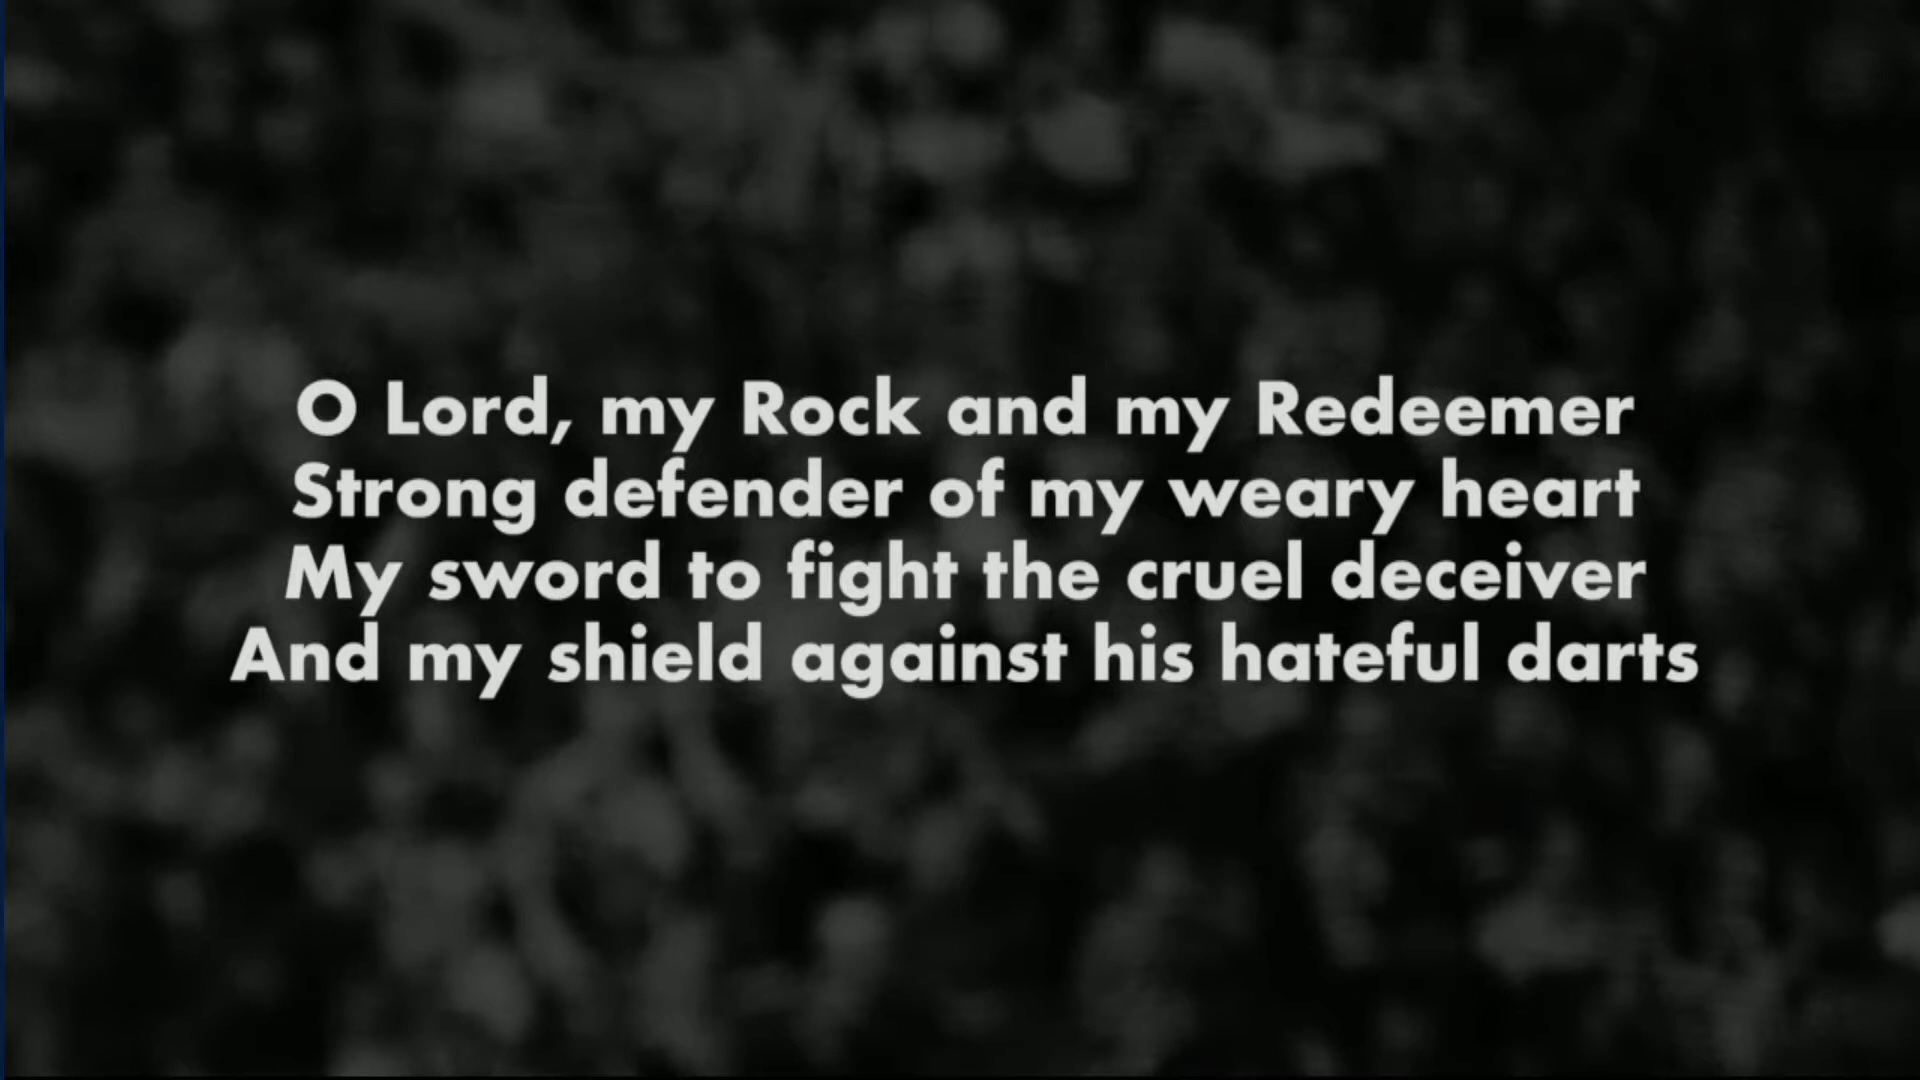 O Lord, my Rock and my Redeemer
Strong defender of my weary heart
My sword to fight the cruel deceiver
And my shield against his hateful darts